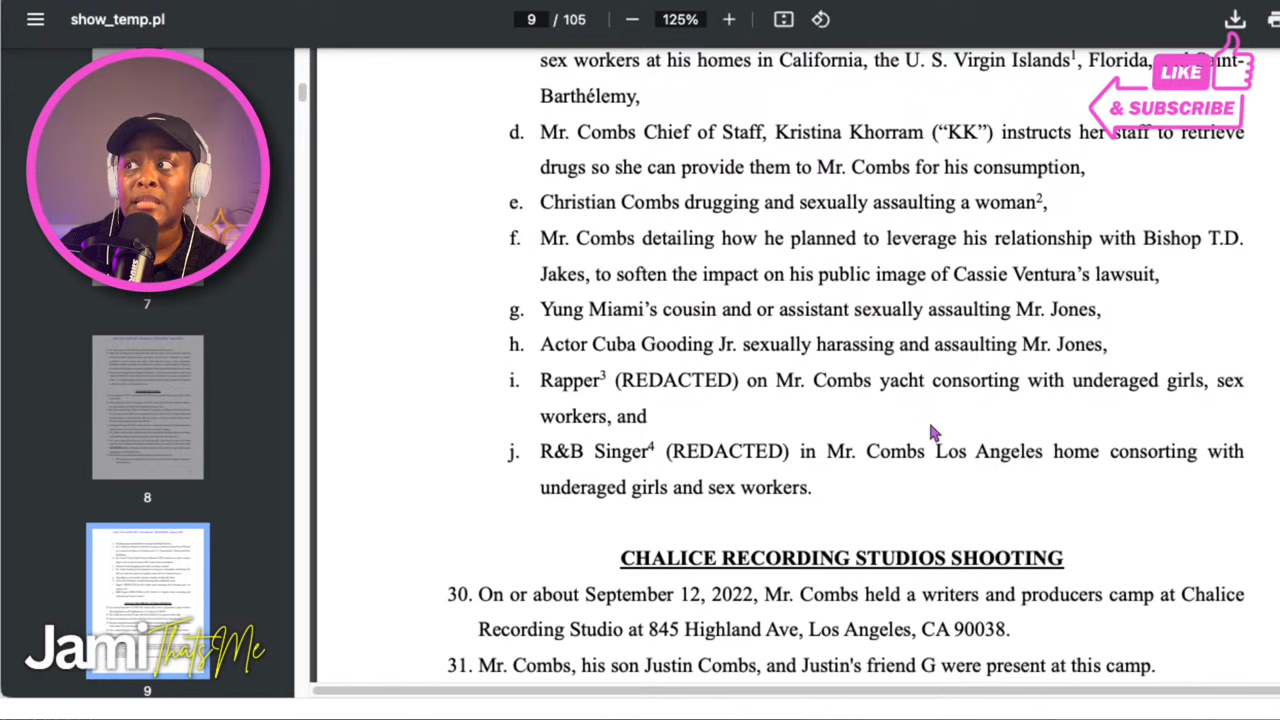 show_temp.pl
9 / 105
125%
LIKE
& SUBSCRIBE
sex workers at his homes in California, the U. S. Virgin Islands¹, Florida, and Saint-
Barthélemy,
d. Mr. Combs Chief of Staff, Kristina Khorram (“KK”) instructs her staff to retrieve
drugs so she can provide them to Mr. Combs for his consumption,
e. Christian Combs drugging and sexually assaulting a woman²,
f. Mr. Combs detailing how he planned to leverage his relationship with Bishop T.D.
Jakes, to soften the impact on his public image of Cassie Ventura’s lawsuit,
g. Yung Miami’s cousin and or assistant sexually assaulting Mr. Jones,
h. Actor Cuba Gooding Jr. sexually harassing and assaulting Mr. Jones,
i. Rapper³ (REDACTED) on Mr. Combs yacht consorting with underaged girls, sex
workers, and
j. R&B Singer⁴ (REDACTED) in Mr. Combs Los Angeles home consorting with
underaged girls and sex workers.
CHALICE RECORDING STUDIOS SHOOTING
30. On or about September 12, 2022, Mr. Combs held a writers and producers camp at Chalice
Recording Studio at 845 Highland Ave, Los Angeles, CA 90038.
31. Mr. Combs, his son Justin Combs, and Justin's friend G were present at this camp.
7
8
9
Jami ThatsMe